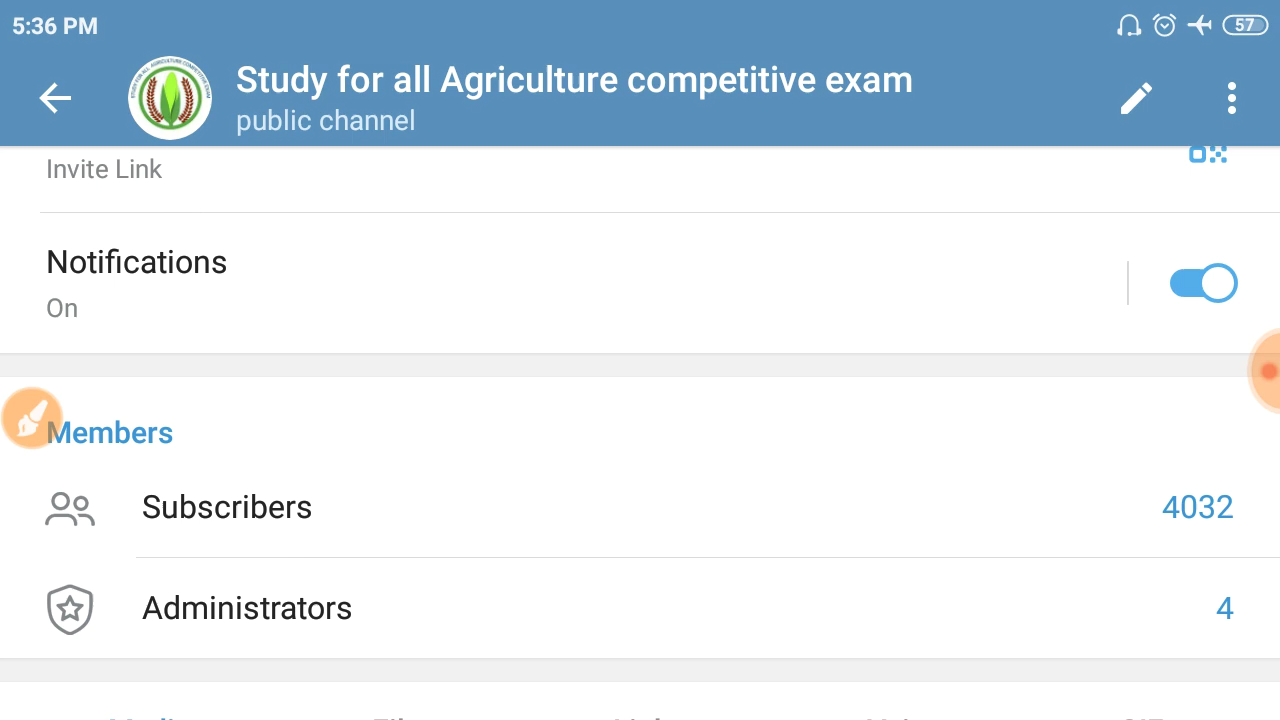 5:36 PM
57
Study for all Agriculture competitive exam
public channel
Invite Link
Notifications
On
Members
Subscribers
4032
Administrators
4